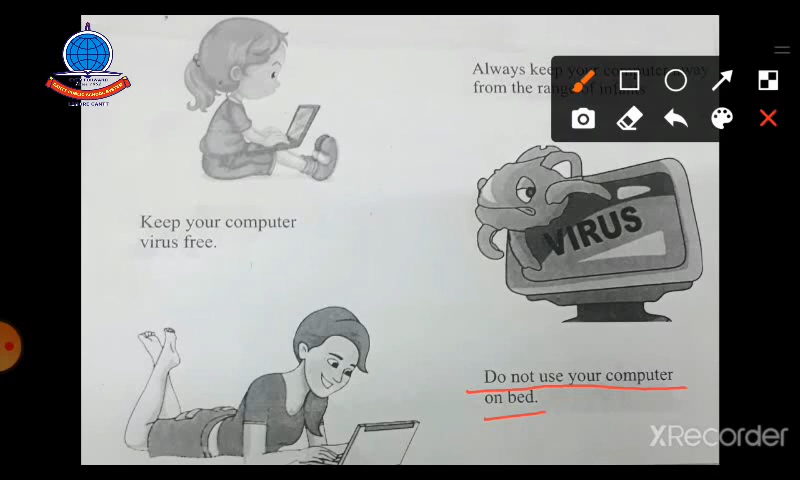 Always keep your computer away
from the range of infants
Keep your computer
virus free.
VIRUS
Do not use your computer
on bed.
XRecorder